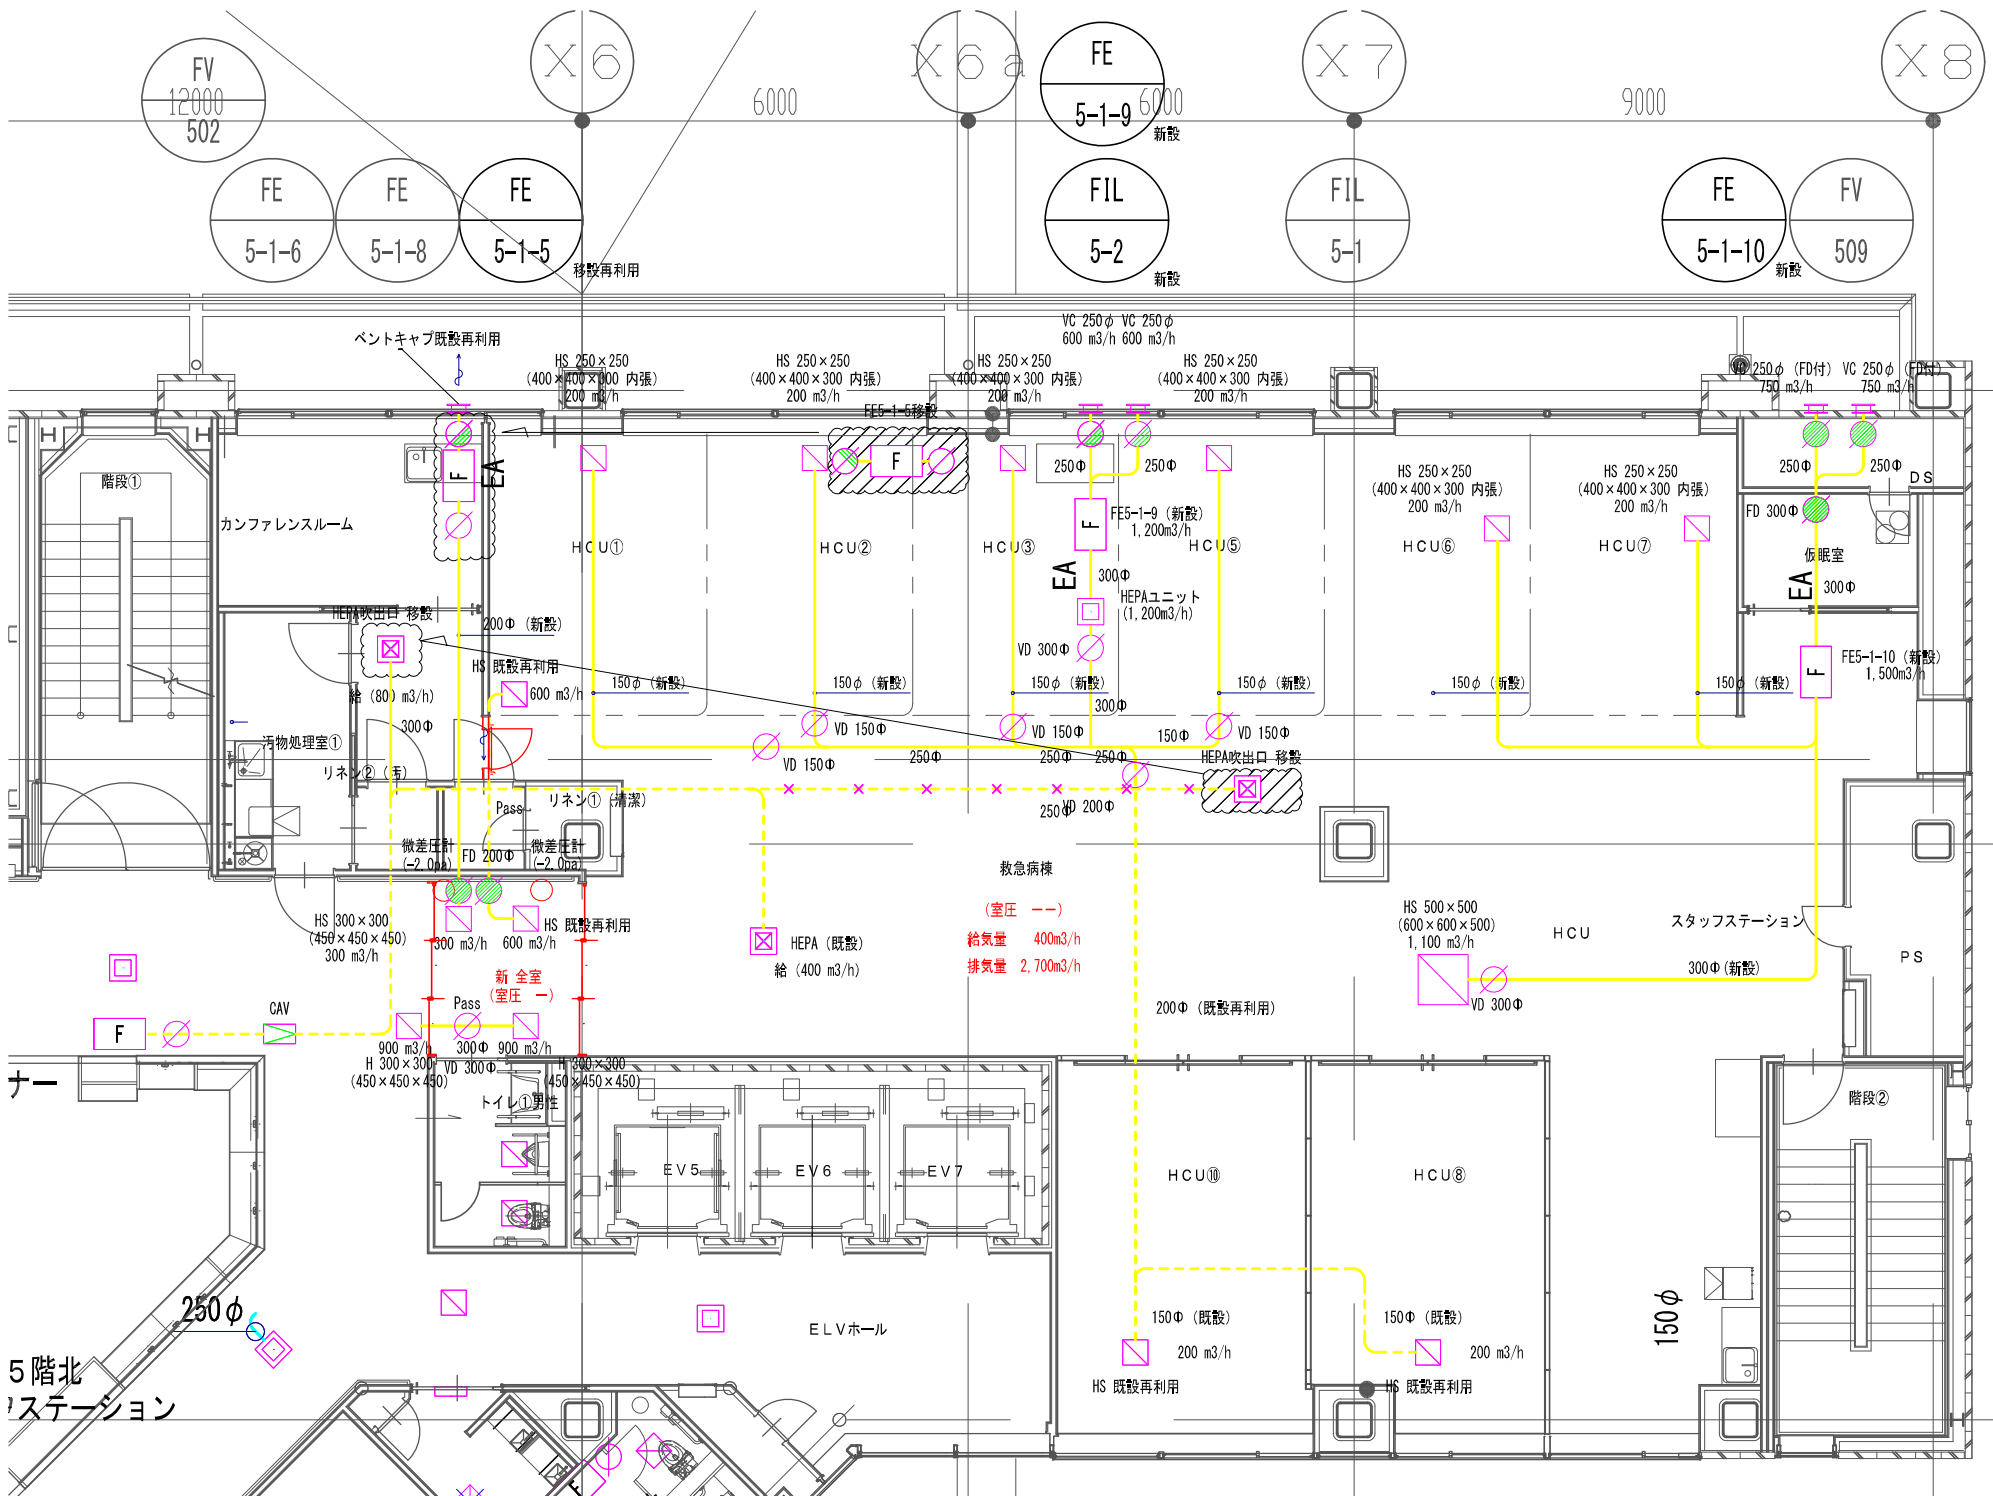 X6
X6a
X7
X8
12000
6000
6000
9000
FV
502
FE
5-1-9
新設
FE
5-1-6
FE
5-1-8
FE
5-1-5
移設再利用
FIL
5-2
新設
FIL
5-1
FE
5-1-10
新設
FV
509
ベントキャップ既設再利用
HS 250×250
(400×400×300 内張)
200 m3/h
HS 250×250
(400×400×300 内張)
200 m3/h
HS 250×250
(400×400×300 内張)
200 m3/h
VC 250φ VC 250φ
600 m3/h 600 m3/h
HS 250×250
(400×400×300 内張)
200 m3/h
250φ (FD付)
750 m3/h
VC 250φ (FD付)
750 m3/h
FE5-1-5移設
F
EA
F
250Φ
250Φ
250Φ
250Φ
DS
階段①
カンファレンスルーム
HCU①
HCU②
HCU③
HCU⑤
HCU⑥
HCU⑦
HS 250×250
(400×400×300 内張)
200 m3/h
HS 250×250
(400×400×300 内張)
200 m3/h
F
FE5-1-9 (新設)
1,200m3/h
FD 300Φ
仮眠室
EA
300Φ
HEPAユニット
(1,200m3/h)
EA
300Φ
HEPA吹出口 移設
200Φ (新設)
VD 300Φ
FE5-1-10 (新設)
1,500m3/h
F
HS 既設再利用
600 m3/h
150φ (新設)
150φ (新設)
150φ (新設)
150φ (新設)
150φ (新設)
150φ (新設)
給 (800 m3/h)
300Φ
300Φ
VD 150Φ
VD 150Φ
150Φ
VD 150Φ
汚物処理室①
リネン② (汚)
VD 150Φ
250Φ
250Φ
250Φ
HEPA吹出口 移設
Pass
リネン① (清潔)
250Φ
VD 200Φ
微差圧計
(-2.0pa)
FD 200Φ
微差圧計
(-2.0pa)
救急病棟
(室圧 ーー)
給気量 400m3/h
排気量 2,700m3/h
HS 300×300
(450×450×450)
300 m3/h
300 m3/h
600 m3/h
HS 既設再利用
HEPA (既設)
給 (400 m3/h)
HS 500×500
(600×600×500)
1,100 m3/h
HCU
スタッフステーション
PS
新 全室
(室圧 ー)
VD 300Φ
300Φ(新設)
200Φ (既設再利用)
F
CAV
Pass
900 m3/h
300Φ
900 m3/h
H 300×300
(450×450×450)
VD 300Φ
H 300×300
(450×450×450)
トイレ①男性
ナー
EV5
EV6
EV7
HCU⑩
HCU⑧
階段②
250φ
ELVホール
150Φ (既設)
200 m3/h
HS 既設再利用
150Φ (既設)
200 m3/h
HS 既設再利用
150φ
5階北
ステーション
F